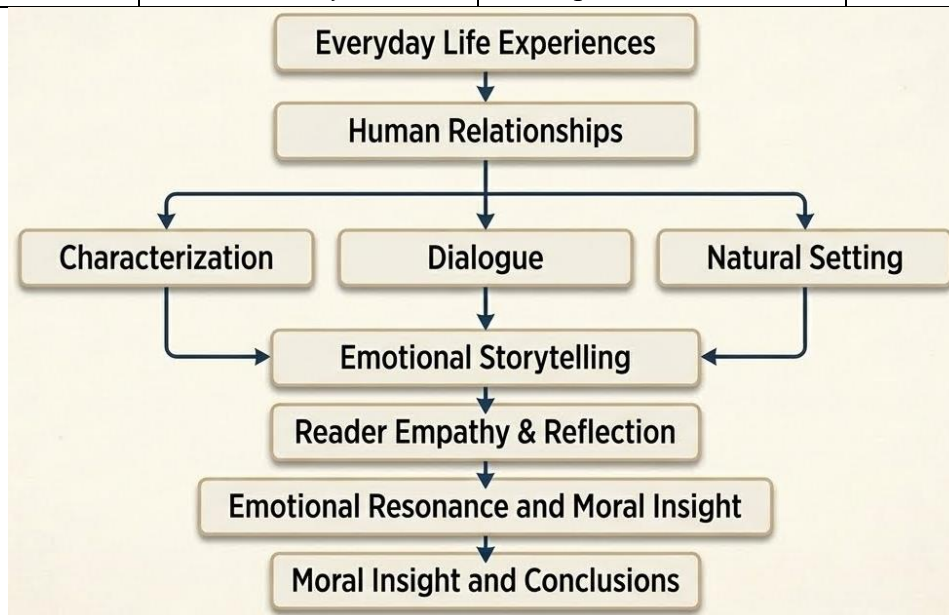 Everyday Life Experiences
Human Relationships
Characterization
Dialogue
Natural Setting
Emotional Storytelling
Reader Empathy & Reflection
Emotional Resonance and Moral Insight
Moral Insight and Conclusions